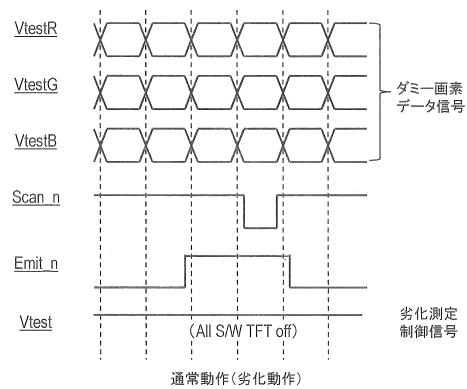 VtestR
VtestG
VtestB
ダミー画素
データ信号
Scan_n
Emit_n
Vtest
(All S/W TFT off)
劣化測定
制御信号
通常動作(劣化動作)